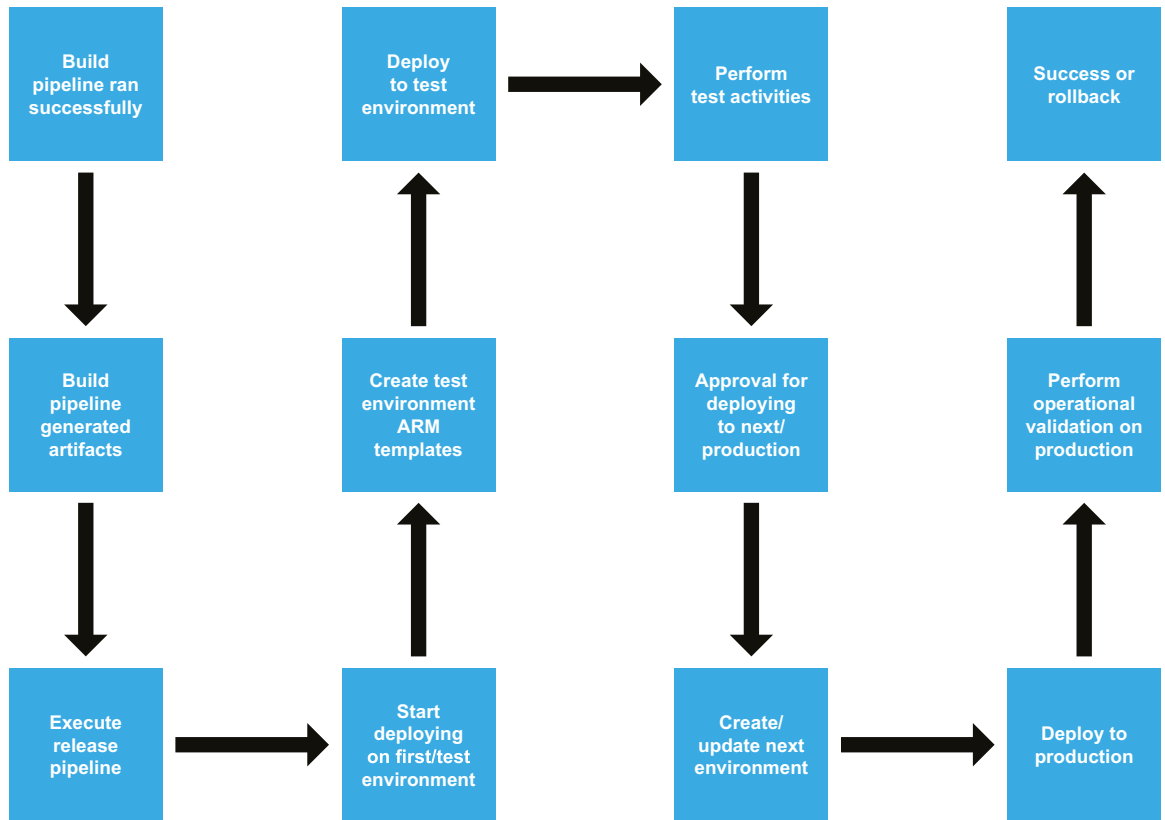 Build
pipeline ran
successfully
Build
pipeline
generated
artifacts
Execute
release
pipeline
Start
deploying
on first/test
environment
Create test
environment
ARM
templates
Deploy
to test
environment
Perform
test activities
Approval for
deploying
to next/
production
Create/
update next
environment
Deploy to
production
Perform
operational
validation on
production
Success or
rollback